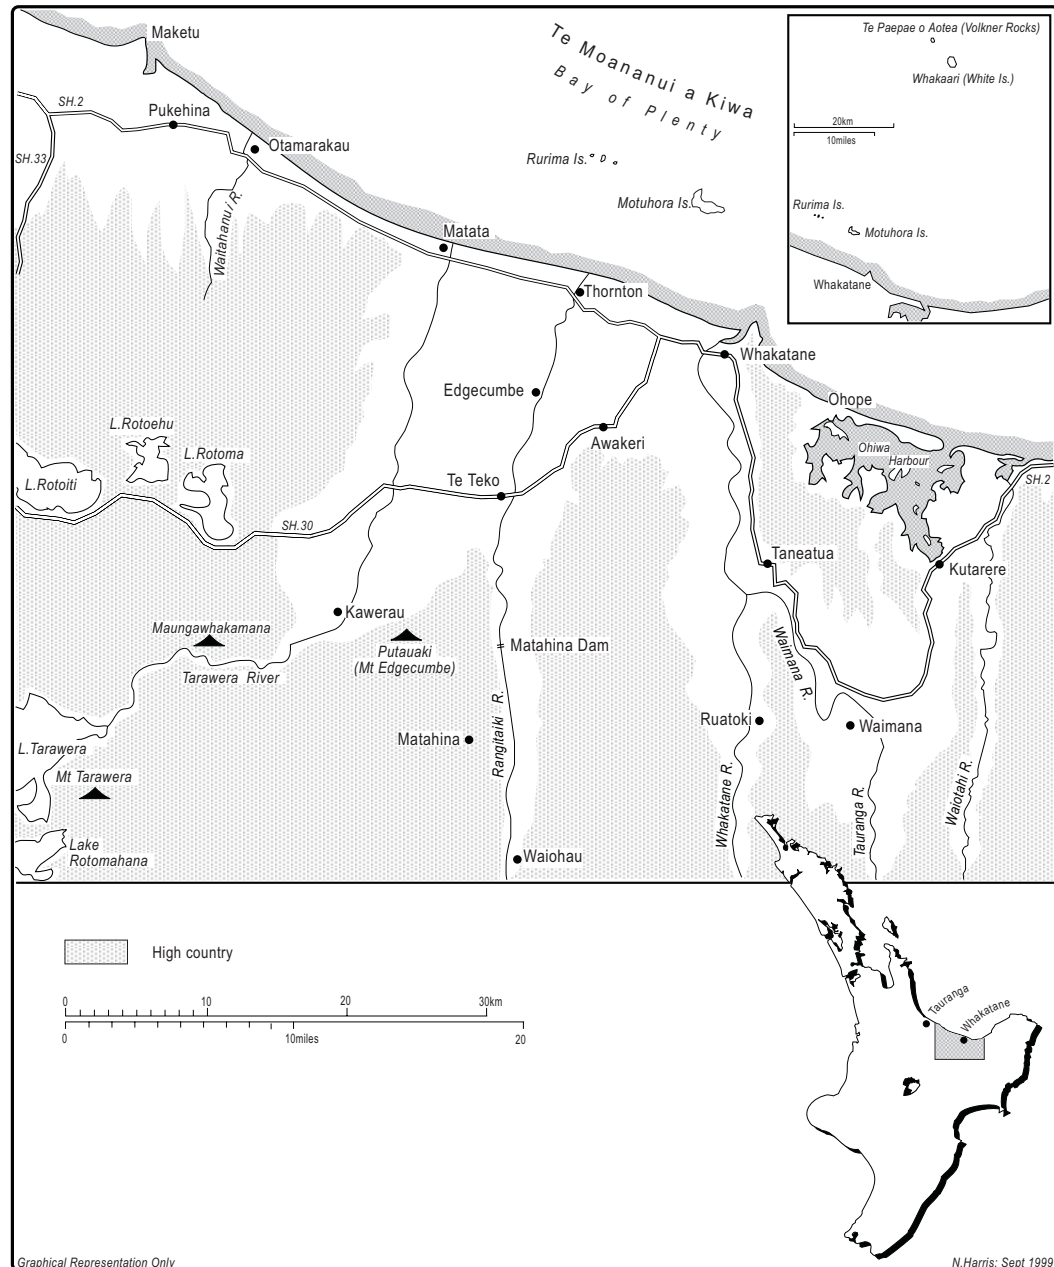 Maketu
Te Moananui a Kiwa
Bay of Plenty
Te Paepae o Aotea (Volkner Rocks)
Whakaari (White Is.)
20km
10miles
Rurima Is.
Motuhora Is.
Whakatane
SH.2
Pukehina
SH.33
Otamarakau
Rurima Is.
Motuhora Is.
Waitahanui R.
Matata
Thornton
Whakatane
Edgecumbe
Ohope
Awakeri
Ohiwa
Harbour
L.Rotoehu
L.Rotoma
L.Rotoiti
Te Teko
SH.2
SH.30
Taneatua
Kutarere
Kawerau
Maungawhakamana
Putauaki
(Mt Edgecumbe)
Matahina Dam
Waimana R.
Tarawera River
Rangitaiki R.
Ruatoki
Waimana
Matahina
L.Tarawera
Mt Tarawera
Whakatane R.
Tauranga R.
Waiotahi R.
Lake
Rotomahana
Waiohau
High country
0 10 20 30km
0 10miles 20
Tauranga
Whakatane
Graphical Representation Only
N.Harris: Sept 1999